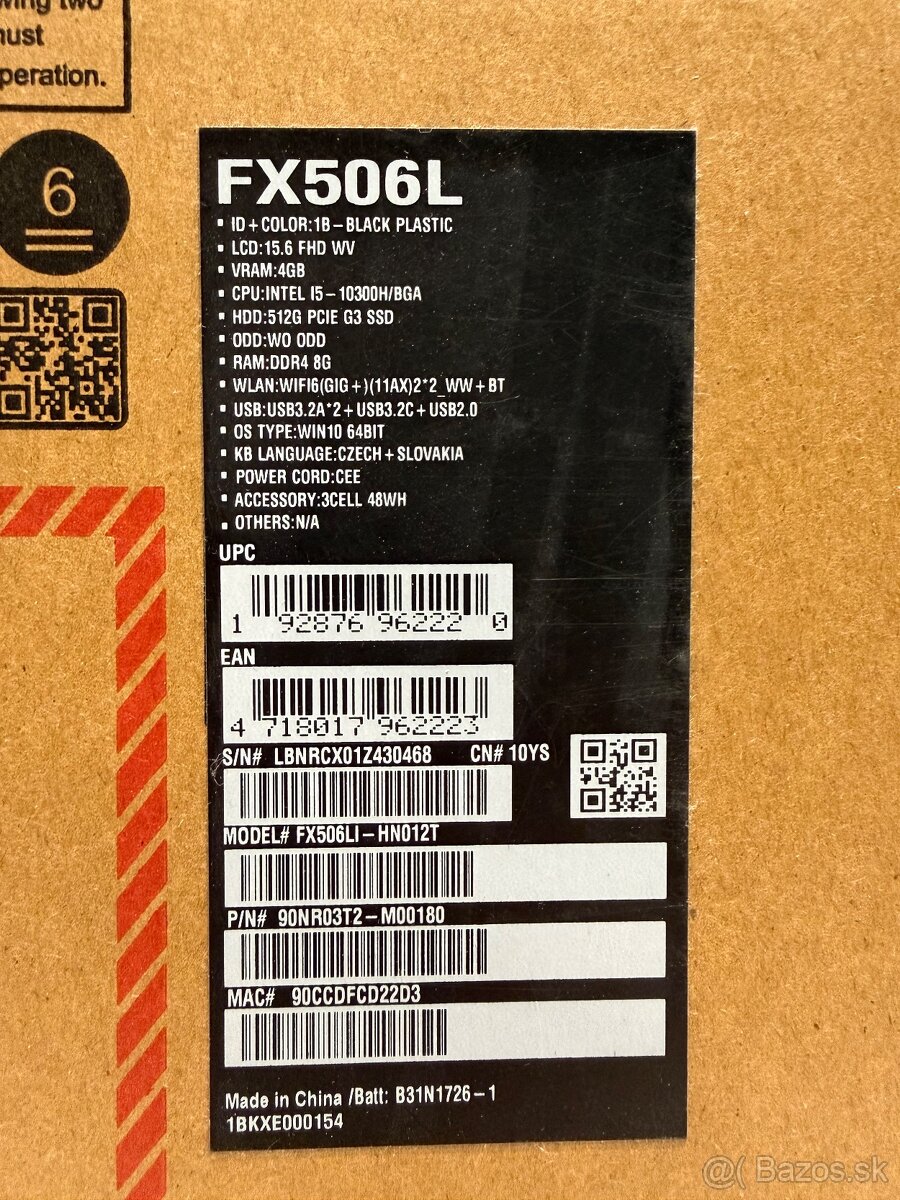 wing two
must
peration.
6
FX506L
▪ ID+COLOR:1B-BLACK PLASTIC
▪ LCD:15.6 FHD WV
▪ VRAM:4GB
▪ CPU:INTEL I5-10300H/BGA
▪ HDD:512G PCIE G3 SSD
▪ ODD:WO ODD
▪ RAM:DDR4 8G
▪ WLAN:WIFI6(GIG+)(11AX)2*2_WW+BT
▪ USB:USB3.2A*2+USB3.2C+USB2.0
▪ OS TYPE:WIN10 64BIT
▪ KB LANGUAGE:CZECH+SLOVAKIA
▪ POWER CORD:CEE
▪ ACCESSORY:3CELL 48WH
▪ OTHERS:N/A
UPC
1 92876 96222 0
EAN
4 718017 962223
S/N# LBNRCX01Z430468 CN# 10YS
MODEL# FX506LI-HN012T
P/N# 90NR03T2-M00180
MAC# 90CCDFCD22D3
Made in China /Batt: B31N1726-1
1BKXE000154
@( Bazos.sk